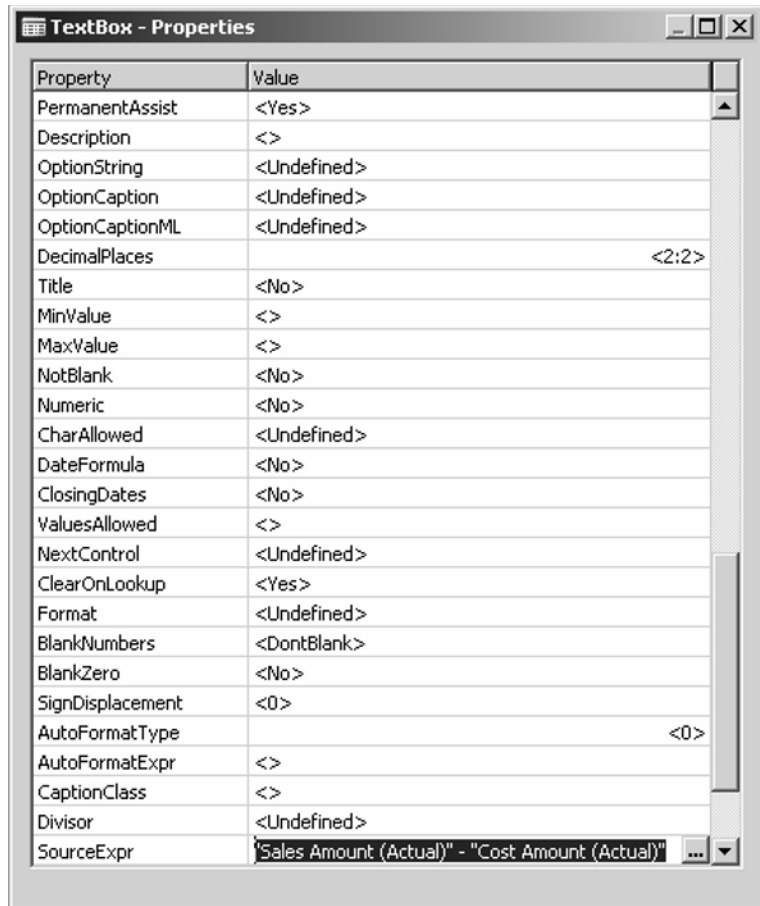 TextBox - Properties
Property Value
PermanentAssist <Yes>
Description <>
OptionString <Undefined>
OptionCaption <Undefined>
OptionCaptionML <Undefined>
DecimalPlaces <2:2>
Title <No>
MinValue <>
MaxValue <>
NotBlank <No>
Numeric <No>
CharAllowed <Undefined>
DateFormula <No>
ClosingDates <No>
ValuesAllowed <>
NextControl <Undefined>
ClearOnLookup <Yes>
Format <Undefined>
BlankNumbers <DontBlank>
BlankZero <No>
SignDisplacement <0>
AutoFormatType <0>
AutoFormatExpr <>
CaptionClass <>
Divisor <Undefined>
SourceExpr "Sales Amount (Actual)" - "Cost Amount (Actual)" ...